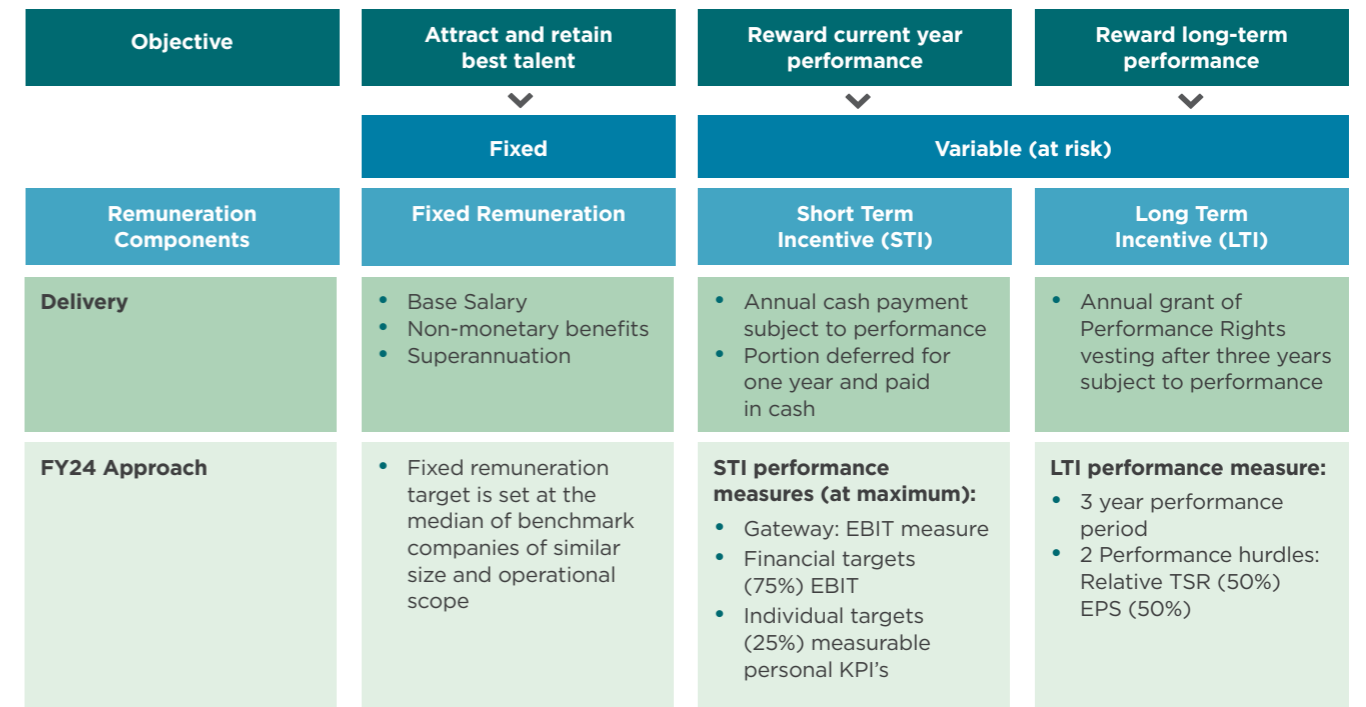 Objective
Attract and retain
best talent
Reward current year
performance
Reward long-term
performance
Fixed
Variable (at risk)
Remuneration
Components
Fixed Remuneration
Short Term
Incentive (STI)
Long Term
Incentive (LTI)
Delivery
• Base Salary
• Non-monetary benefits
• Superannuation
• Annual cash payment
subject to performance
• Portion deferred for
one year and paid
in cash
• Annual grant of
Performance Rights
vesting after three years
subject to performance
FY24 Approach
• Fixed remuneration
target is set at the
median of benchmark
companies of similar
size and operational
scope
STI performance
measures (at maximum):
• Gateway: EBIT measure
• Financial targets
(75%) EBIT
• Individual targets
(25%) measurable
personal KPI's
LTI performance measure:
• 3 year performance
period
• 2 Performance hurdles:
Relative TSR (50%)
EPS (50%)